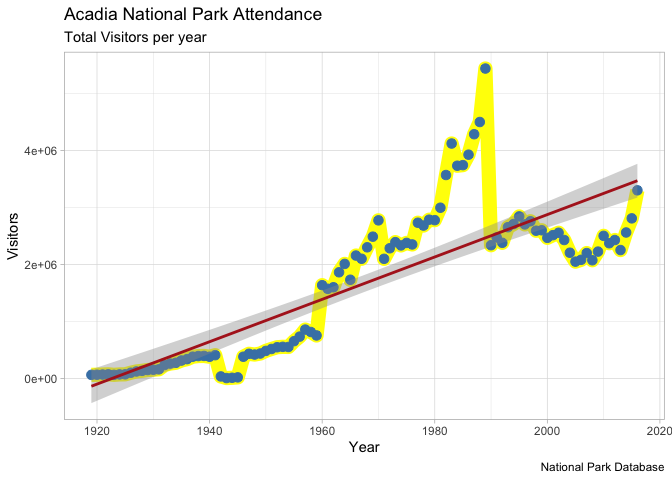 Acadia National Park Attendance
Total Visitors per year
Visitors
4e+06
2e+06
0e+00
1920 1940 1960 1980 2000 2020
Year
National Park Database